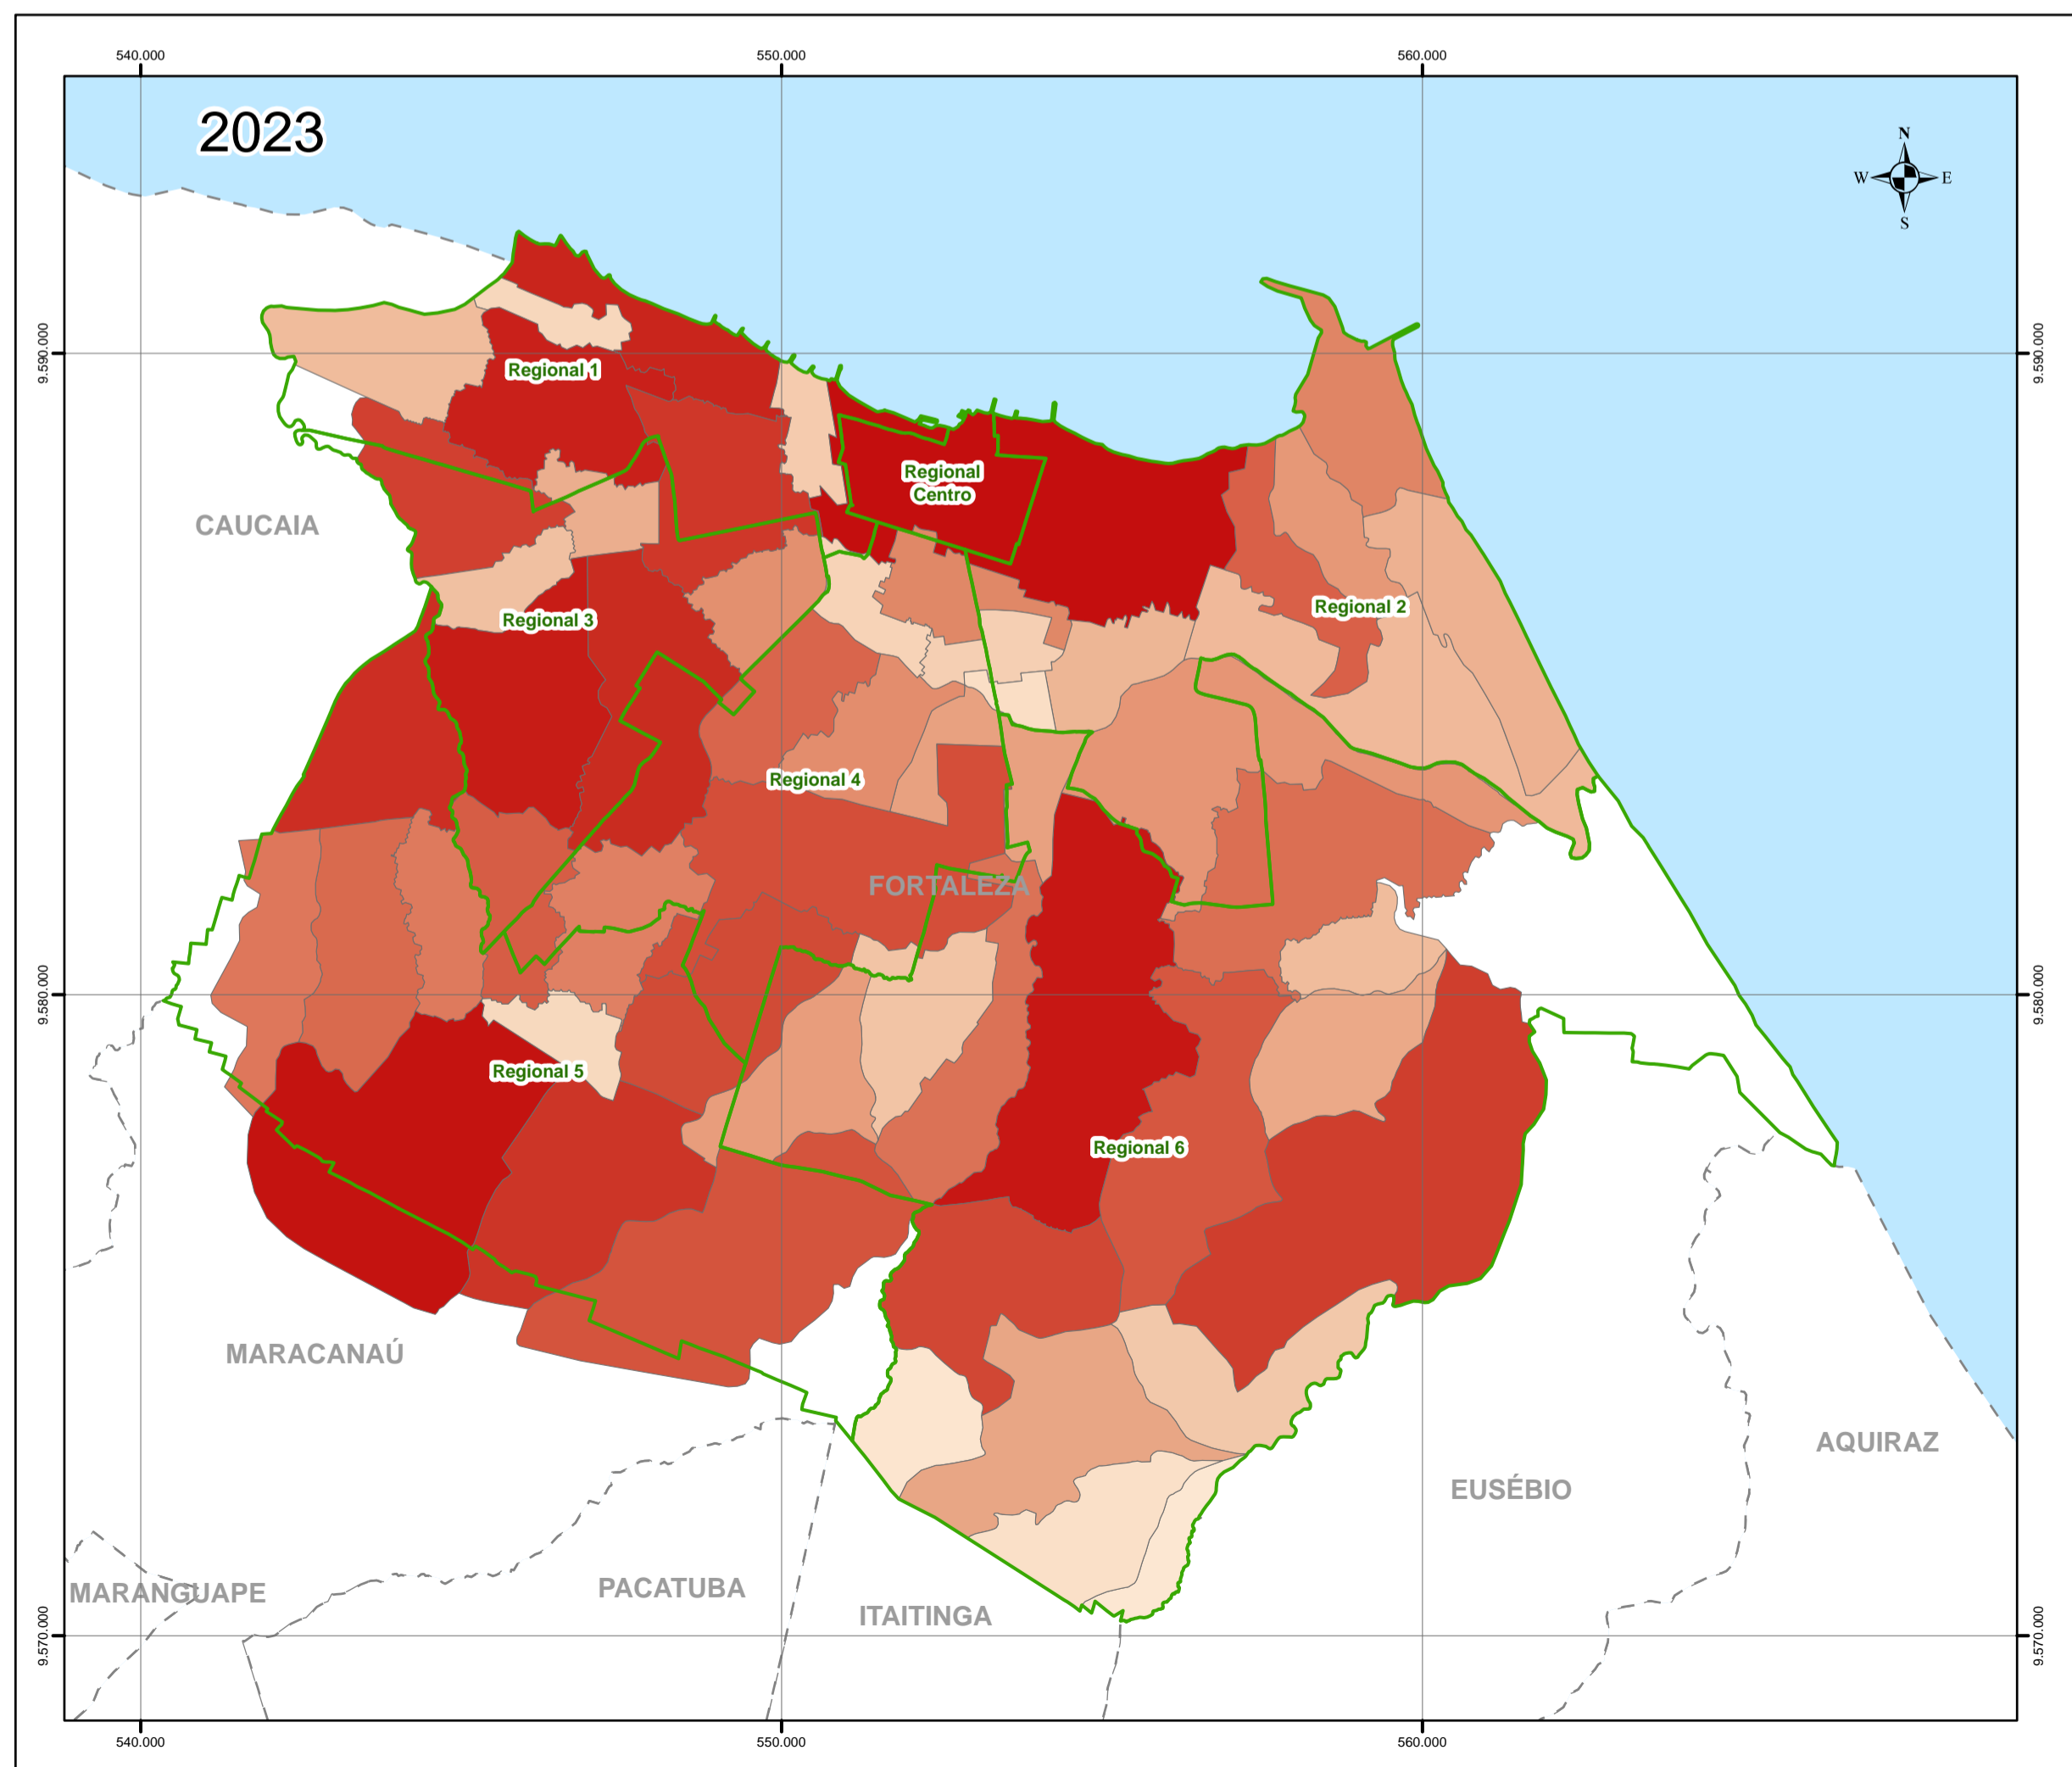 540.000
550.000
560.000
2023
N
W
E
S
9.590.000
9.590.000
Regional 1
Regional
Centro
CAUCAIA
Regional 2
Regional 3
Regional 4
FORTALEZA
9.580.000
9.580.000
Regional 5
Regional 6
MARACANAÚ
AQUIRAZ
EUSÉBIO
MARANGUAPE
PACATUBA
ITAITINGA
9.570.000
9.570.000
540.000
550.000
560.000